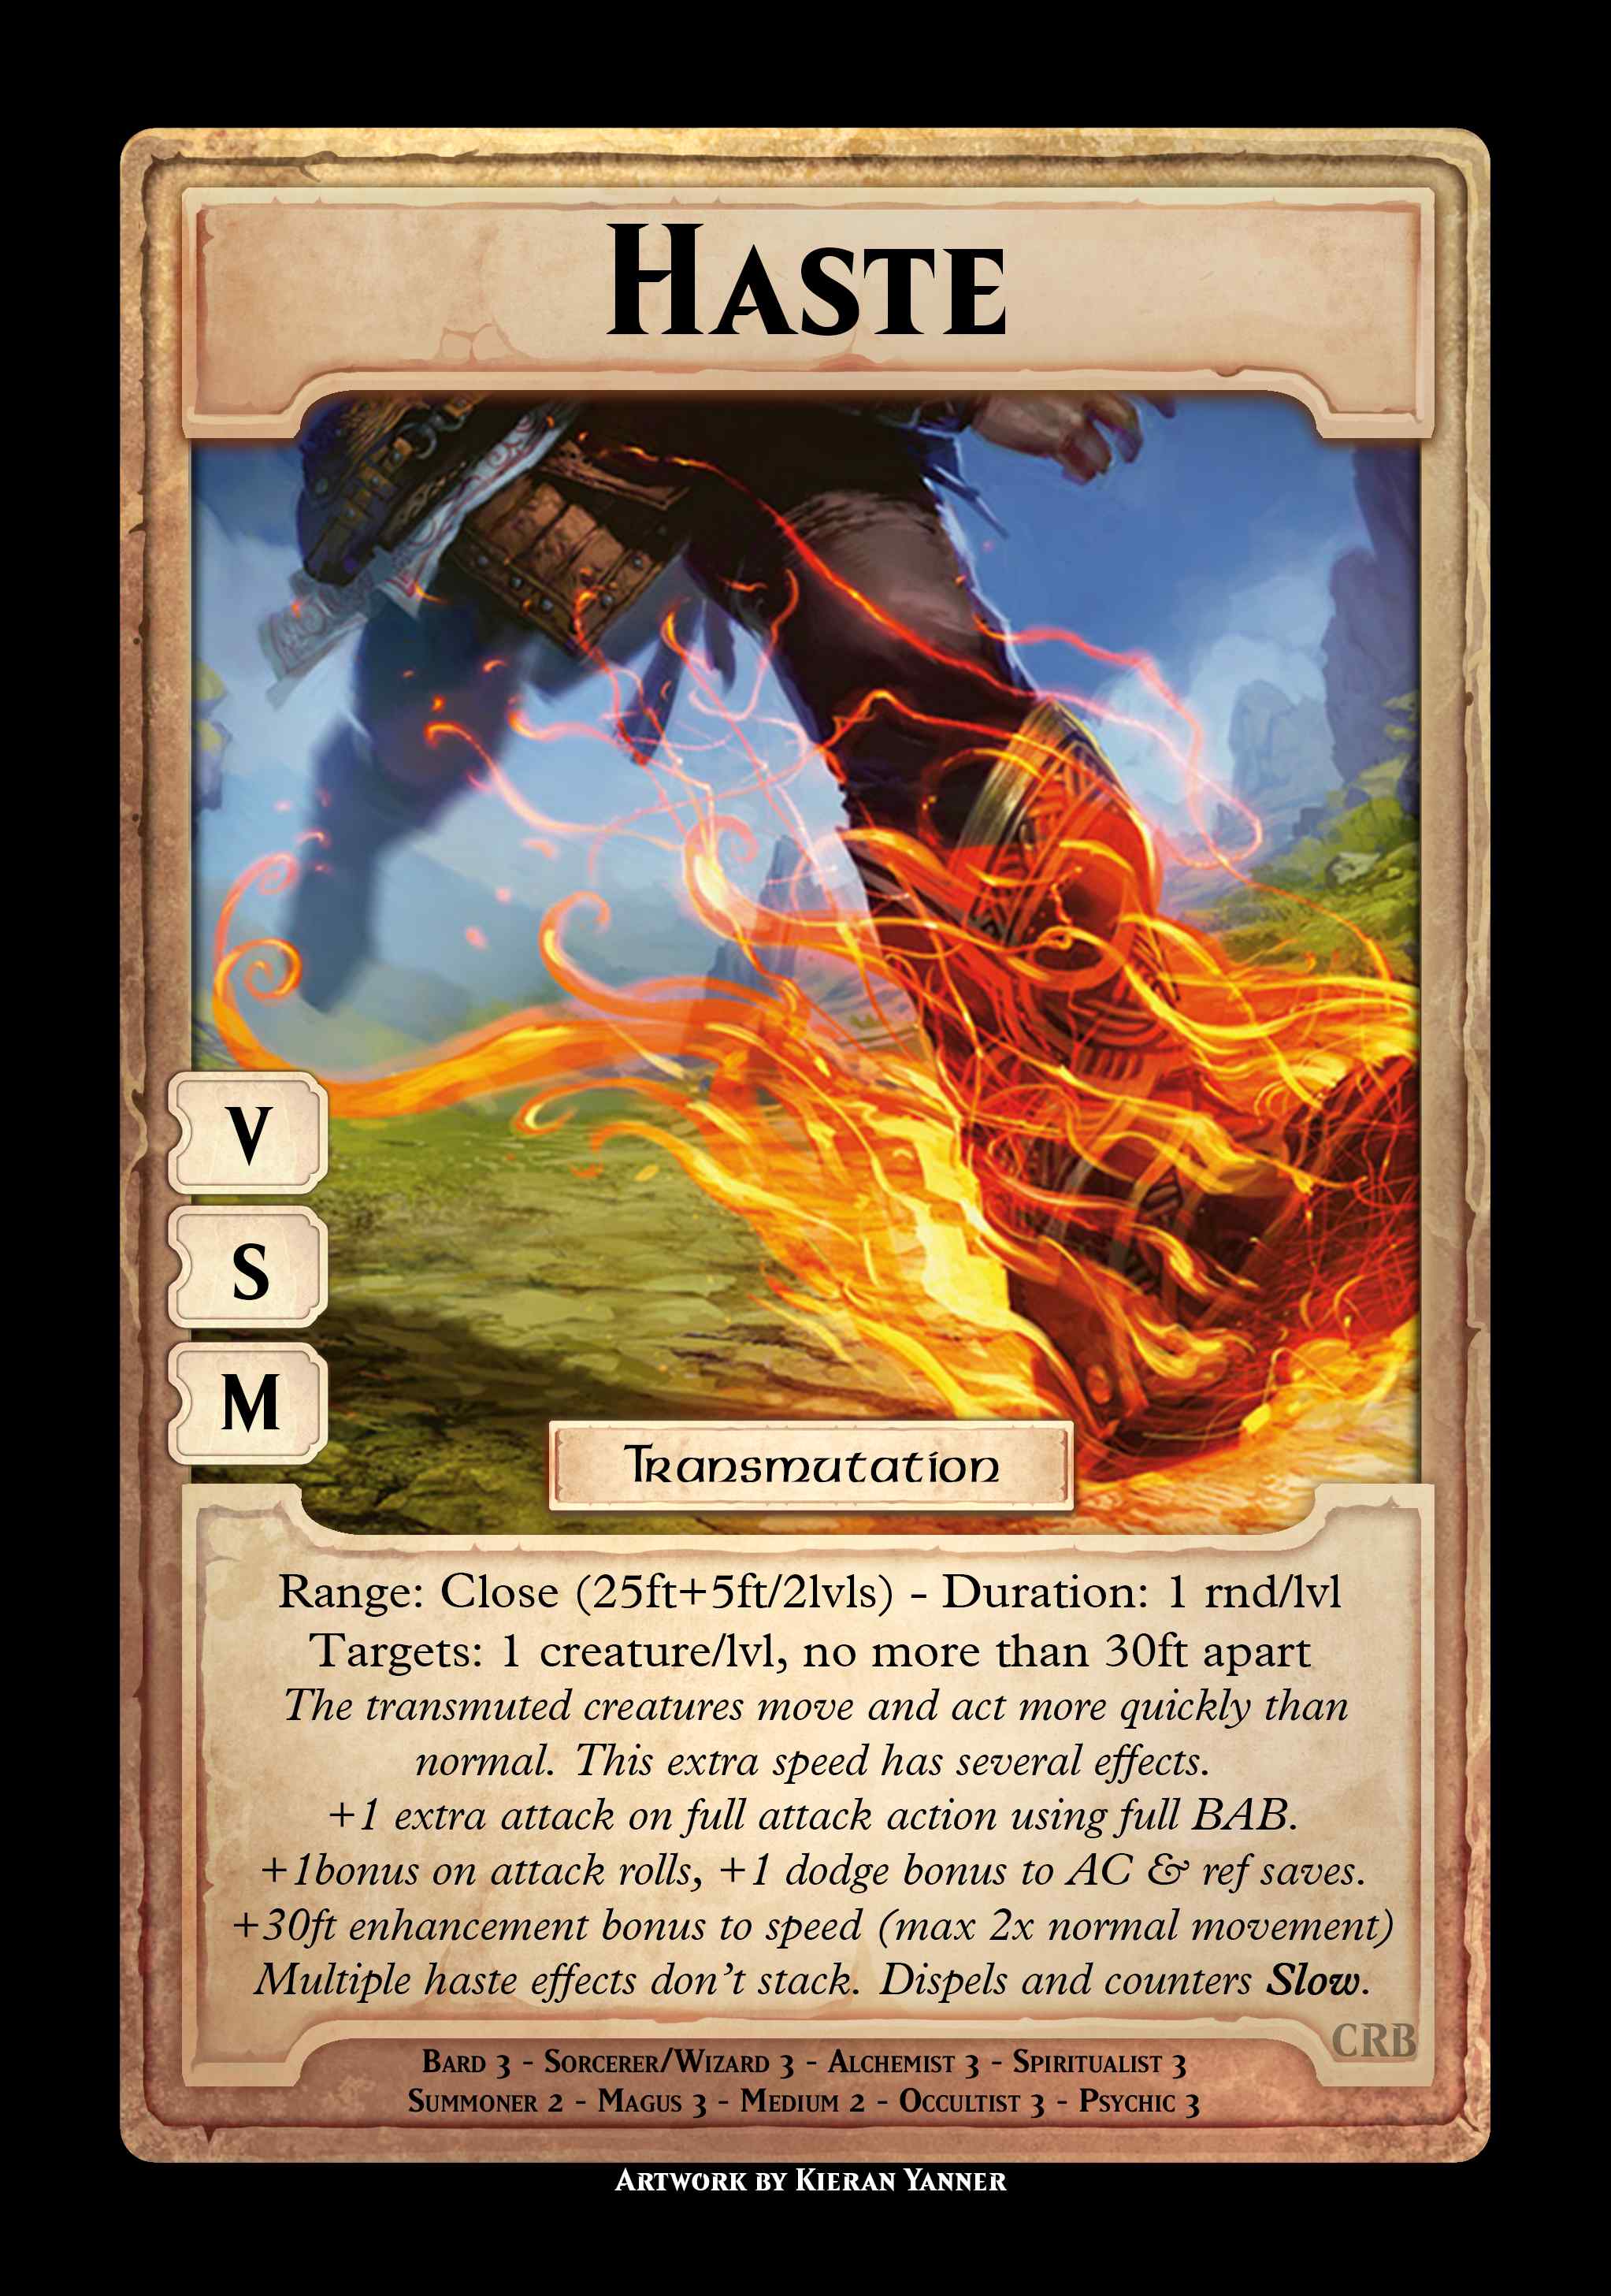 Haste
V
S
M
Transmutation
Range: Close (25ft+5ft/2lvls) - Duration: 1 rnd/lvl
Targets: 1 creature/lvl, no more than 30ft apart
The transmuted creatures move and act more quickly than
normal. This extra speed has several effects.
+1 extra attack on full attack action using full BAB.
+1bonus on attack rolls, +1 dodge bonus to AC & ref saves.
+30ft enhancement bonus to speed (max 2x normal movement)
Multiple haste effects don't stack. Dispels and counters Slow.
CRB
Bard 3 - Sorcerer/Wizard 3 - Alchemist 3 - Spiritualist 3
Summoner 2 - Magus 3 - Medium 2 - Occultist 3 - Psychic 3
Artwork by Kieran Yanner